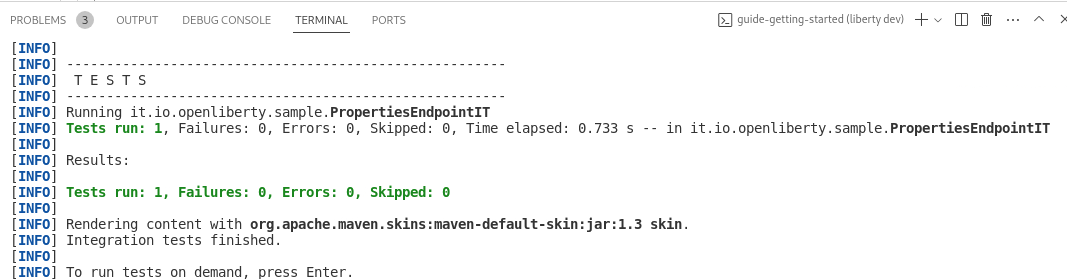 PROBLEMS 3 OUTPUT DEBUG CONSOLE TERMINAL PORTS guide-getting-started (liberty dev)
[INFO]
[INFO] -------------------------------------------------------
[INFO]  T E S T S
[INFO] -------------------------------------------------------
[INFO] Running it.io.openliberty.sample.PropertiesEndpointIT
[INFO] Tests run: 1, Failures: 0, Errors: 0, Skipped: 0, Time elapsed: 0.733 s -- in it.io.openliberty.sample.PropertiesEndpointIT
[INFO]
[INFO] Results:
[INFO]
[INFO] Tests run: 1, Failures: 0, Errors: 0, Skipped: 0
[INFO]
[INFO] Rendering content with org.apache.maven.skins:maven-default-skin:jar:1.3 skin.
[INFO] Integration tests finished.
[INFO]
[INFO] To run tests on demand, press Enter.